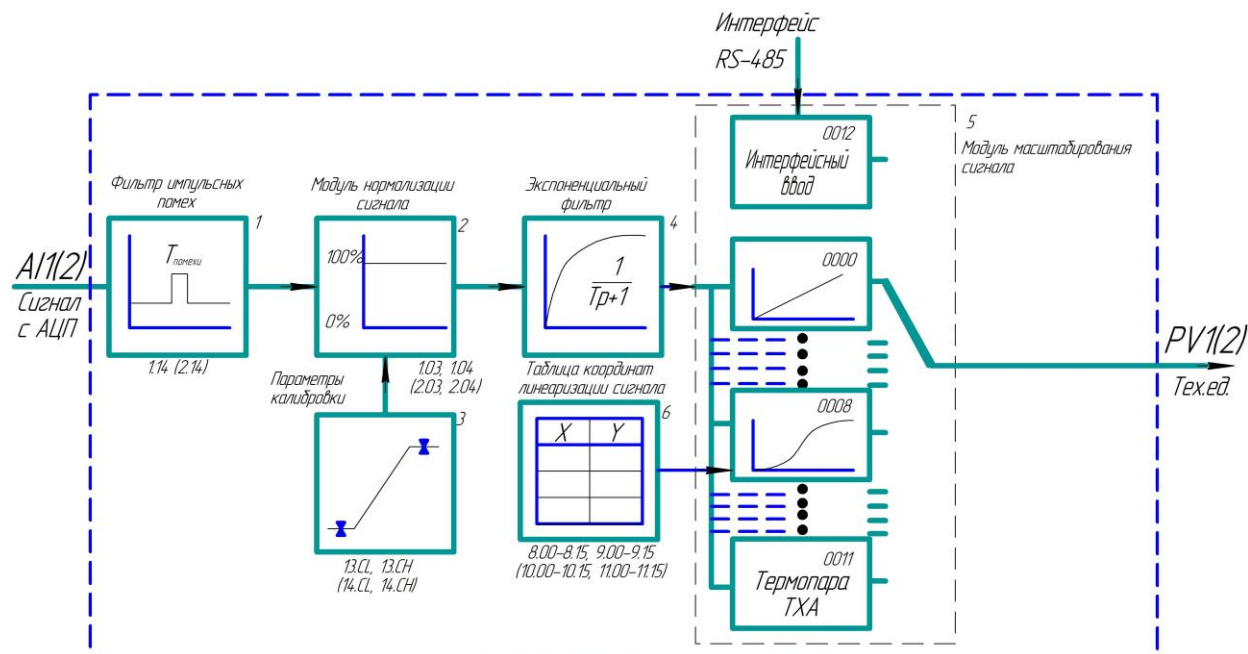 Интерфейс
RS-485
0012
Интерфейсный
ввод
5
Модуль масштабирования
сигнала
Фильтр импульсных
помех
1
Tпомехи
1.14 (2.14)
AI1(2)
Сигнал
с АЦП
Модуль нормализации
сигнала
2
100%
0%
1.03, 1.04
(2.03, 2.04)
Экспоненциальный
фильтр
4
1
Tp+1
0000
PV1(2)
Тех.ед.
Параметры
калибровки
3
13.CL, 13.CH
(14.CL, 14.CH)
Таблица координат
линеаризации сигнала
6
X Y
8.00-8.15, 9.00-9.15
(10.00-10.15, 11.00-11.15)
0008
0011
Термопара
ТХА